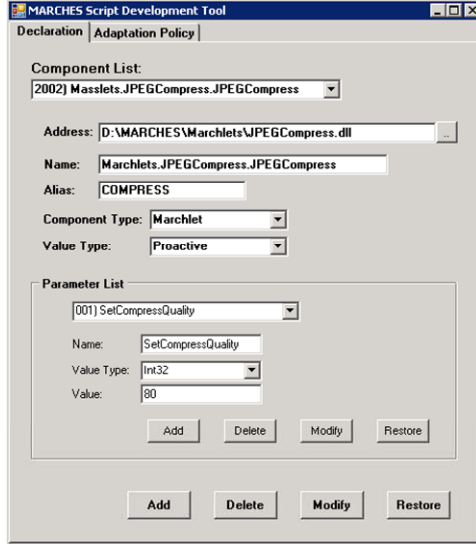 MARCHES Script Development Tool
Declaration Adaptation Policy
Component List:
2002) Masslets.JPEGCompress.JPEGCompress
Address: D:\MARCHES\Marchlets\JPEGCompress.dll ..
Name: Marchlets.JPEGCompress.JPEGCompress
Alias: COMPRESS
Component Type: Marchlet
Value Type: Proactive
Parameter List
001) SetCompressQuality
Name: SetCompressQuality
Value Type: Int32
Value: 80
Add Delete Modify Restore
Add Delete Modify Restore